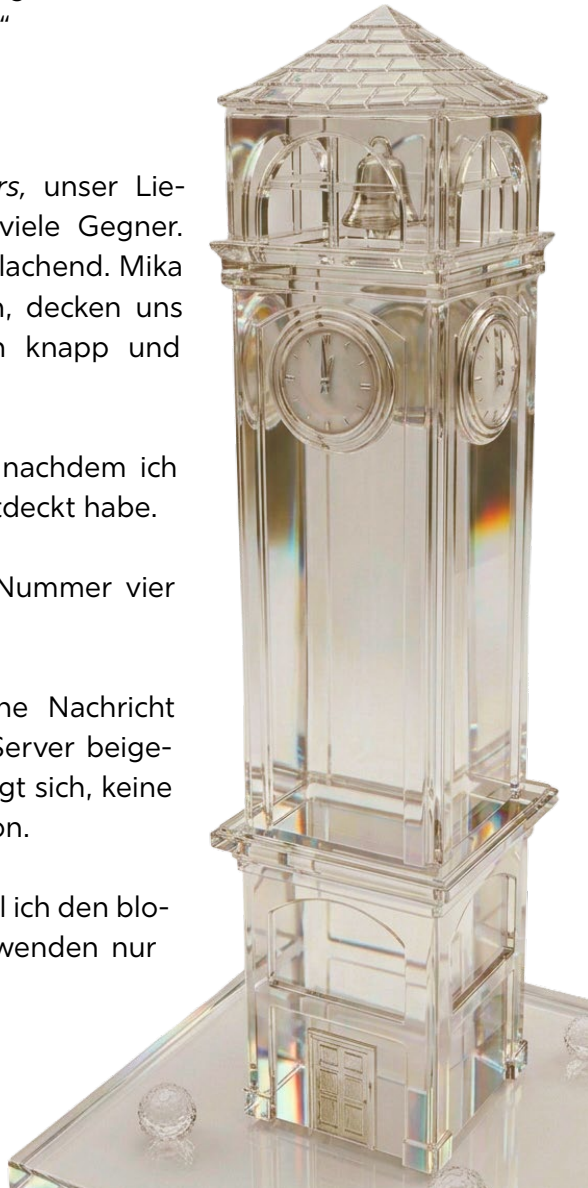 “
rs, unser Lie-
viele Gegner.
lachend. Mika
n, decken uns
n knapp und
nachdem ich
tdeckt habe.
Nummer vier
ne Nachricht
Server beige-
gt sich, keine
on.
l ich den blo-
wenden nur